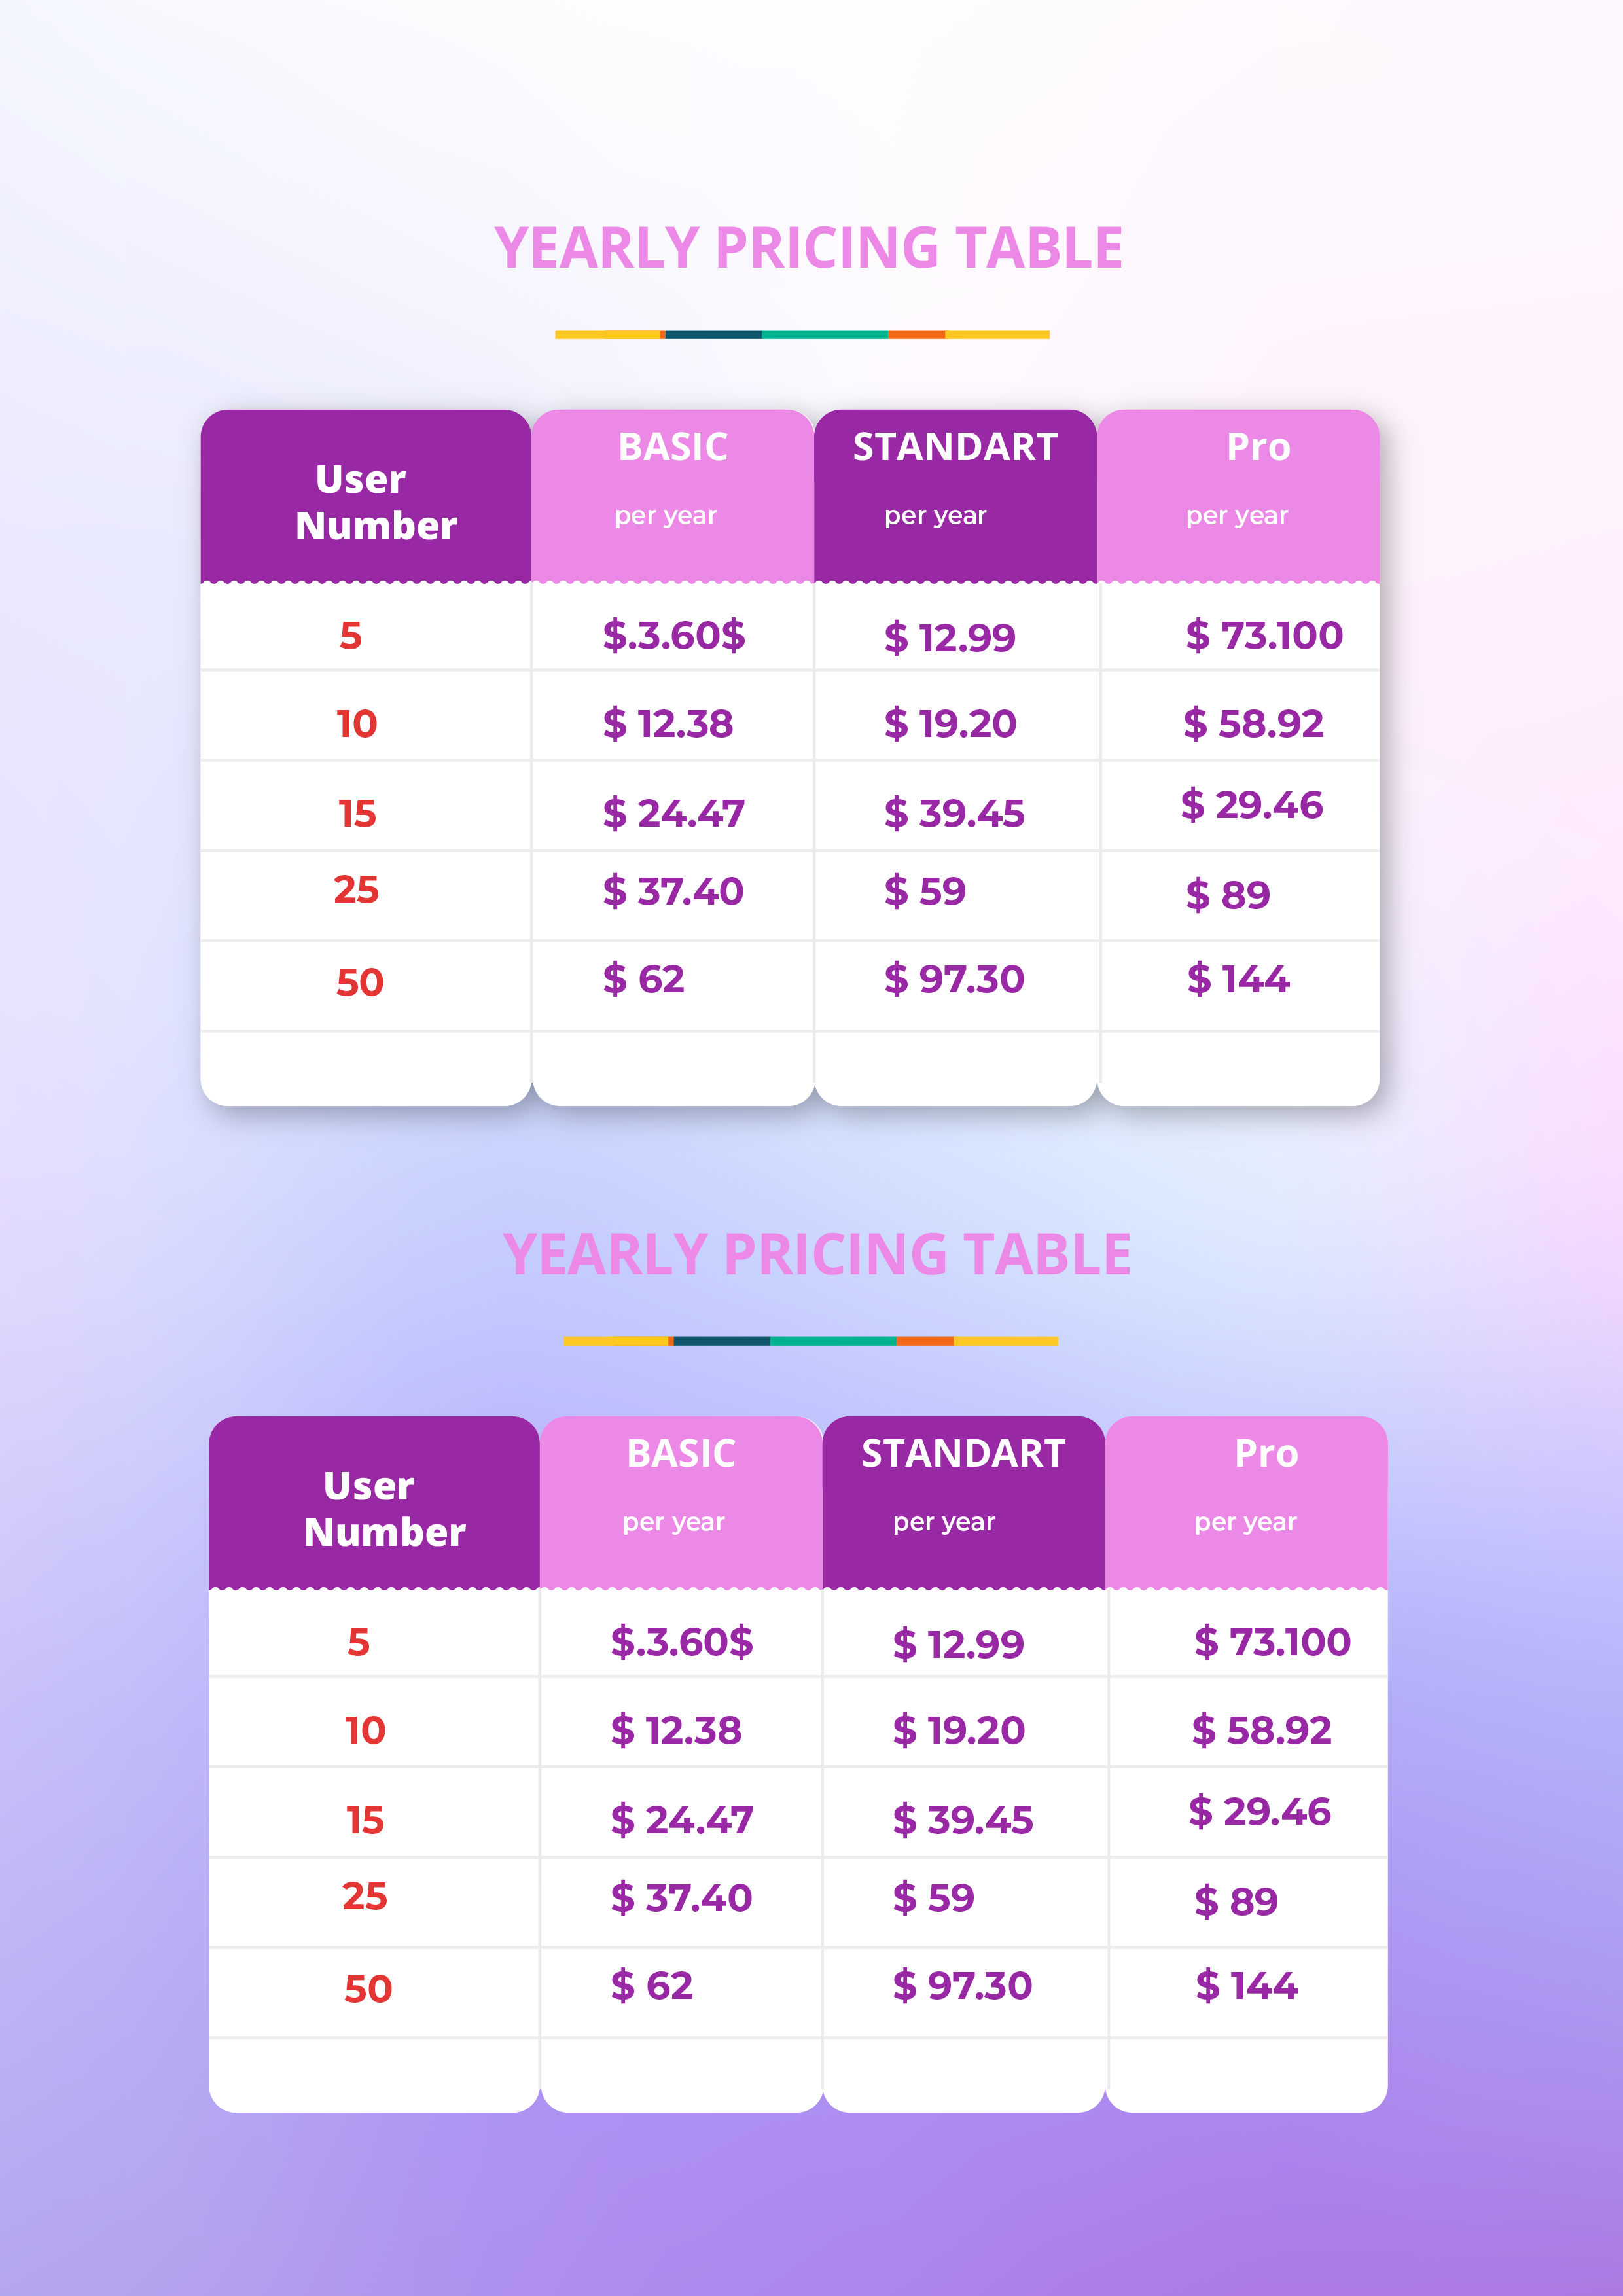 YEARLY PRICING TABLE
User
Number
BASIC
per year
STANDART
per year
Pro
per year
5 $.3.60$ $ 12.99 $ 73.100
10 $ 12.38 $ 19.20 $ 58.92
15 $ 24.47 $ 39.45 $ 29.46
25 $ 37.40 $ 59 $ 89
50 $ 62 $ 97.30 $ 144
YEARLY PRICING TABLE
User
Number
BASIC
per year
STANDART
per year
Pro
per year
5 $.3.60$ $ 12.99 $ 73.100
10 $ 12.38 $ 19.20 $ 58.92
15 $ 24.47 $ 39.45 $ 29.46
25 $ 37.40 $ 59 $ 89
50 $ 62 $ 97.30 $ 144